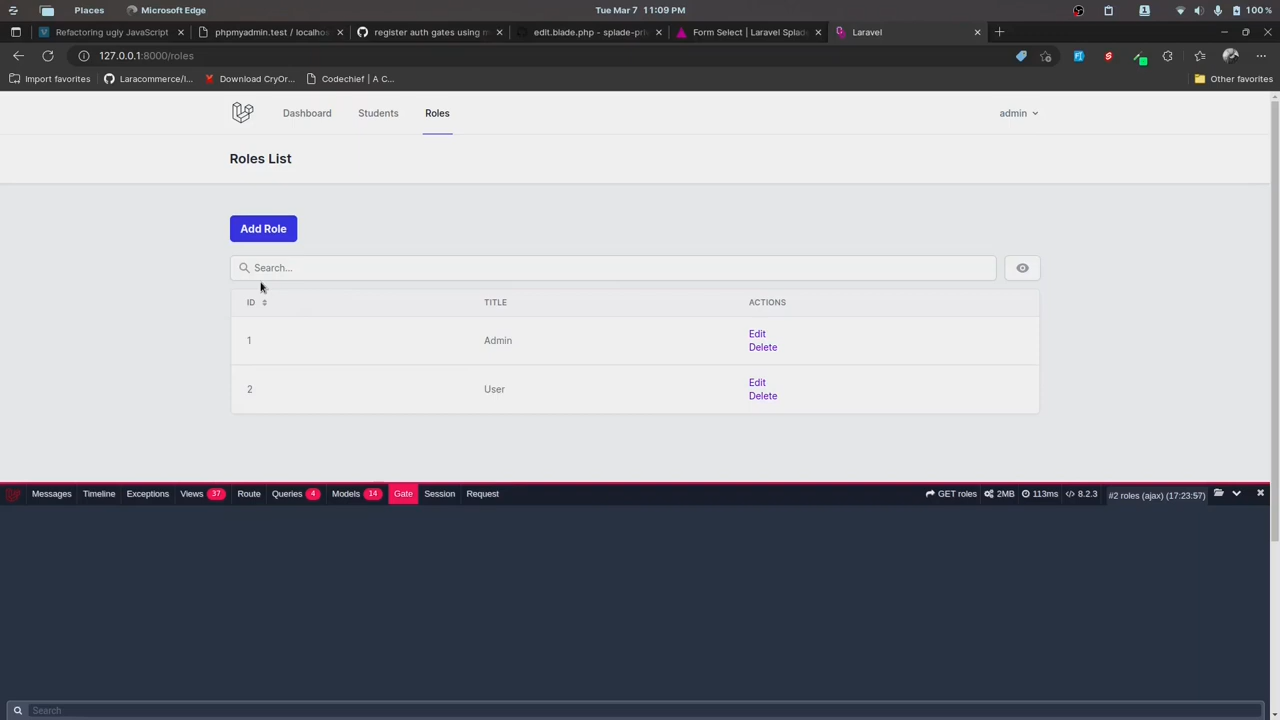 Places Microsoft Edge Tue Mar 7 11:09 PM 100 %
Refactoring ugly JavaScript phpmyadmin.test / localhos register auth gates using m edit.blade.php - splade-pri Form Select | Laravel Splade Laravel
127.0.0.1:8000/roles
Import favorites Laracommerce/l... Download CryOr... Codechief | A C... Other favorites
Dashboard Students Roles admin
Roles List
Add Role
Search...
ID TITLE ACTIONS
1 Admin Edit
Delete
2 User Edit
Delete
Messages Timeline Exceptions Views 37 Route Queries 4 Models 14 Gate Session Request GET roles 2MB 113ms 8.2.3 #2 roles (ajax) (17:23:57)
Search